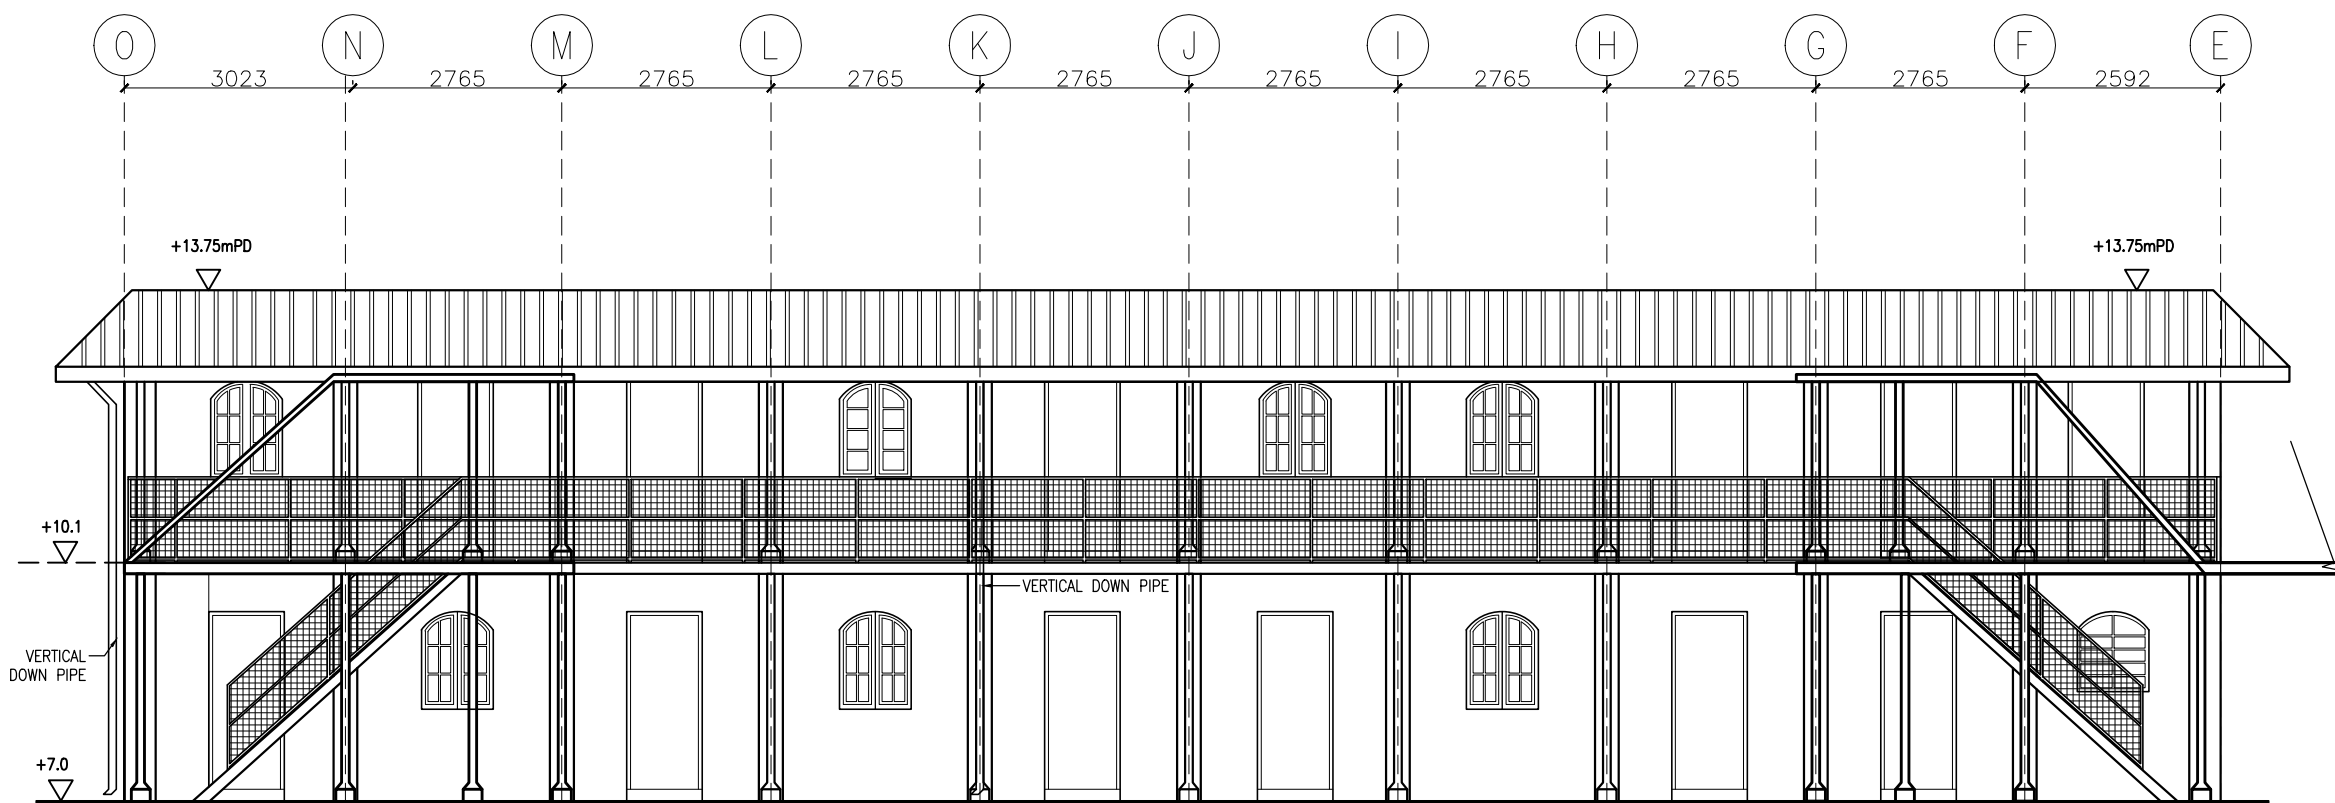 O N M L K J I H G F E
3023 2765 2765 2765 2765 2765 2765 2765 2765 2592
+13.75mPD +13.75mPD
+10.1
VERTICAL DOWN PIPE
VERTICAL
DOWN PIPE
+7.0